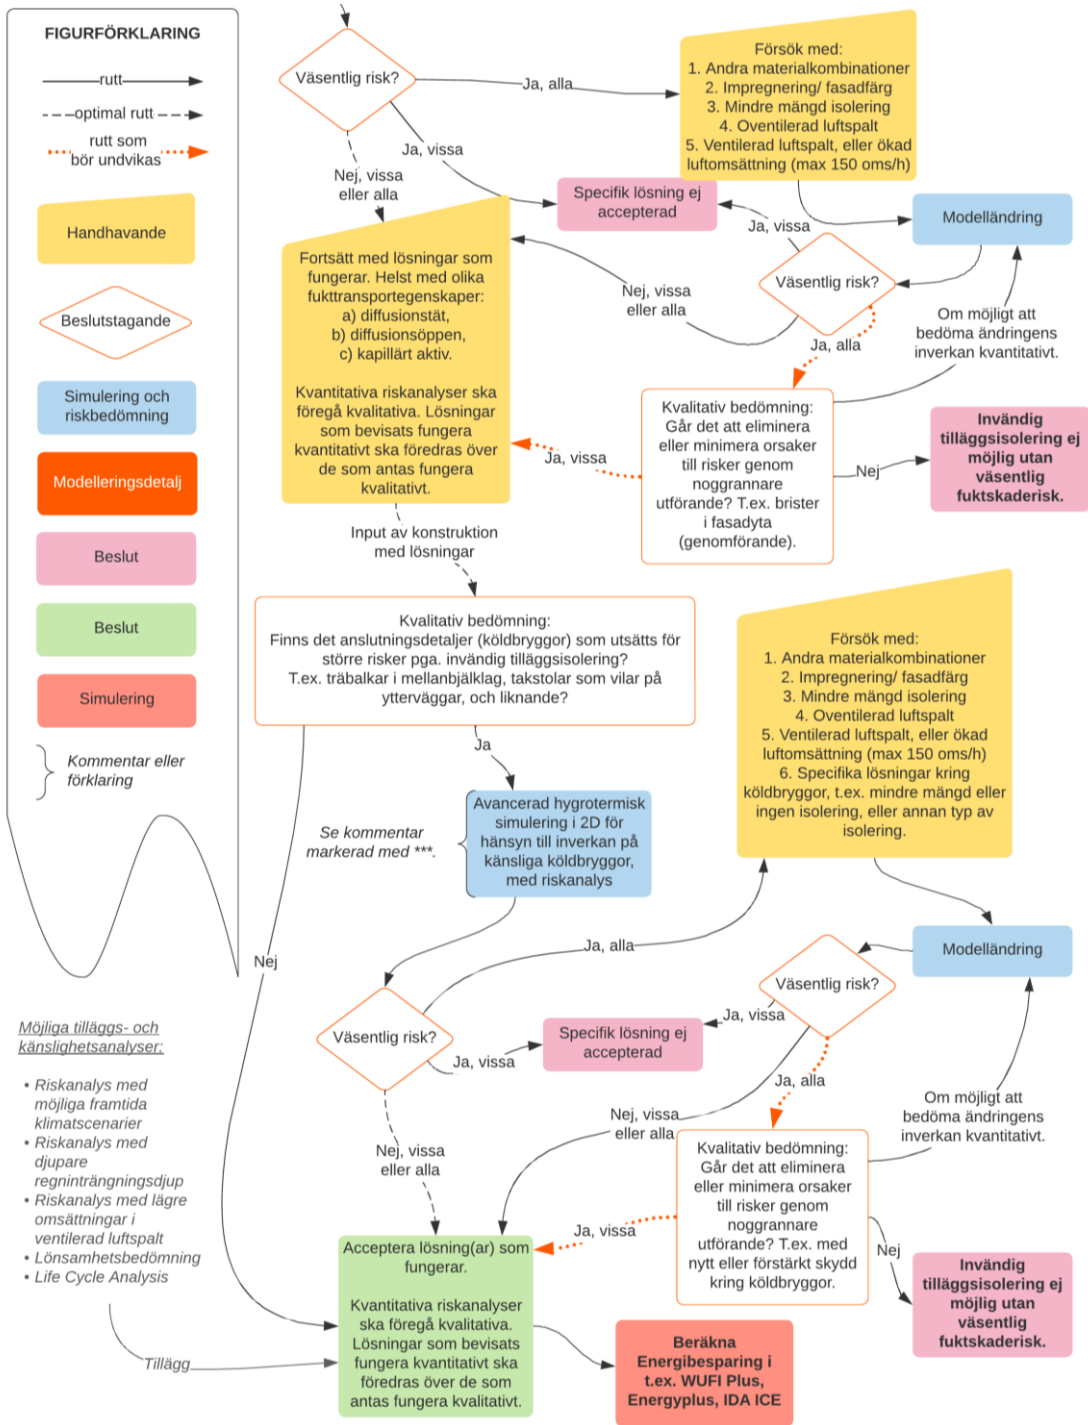 FIGURFÖRKLARING
rutt
optimal rutt
rutt som
bör undvikas
Handhavande
Beslutstagande
Simulering och
riskbedömning
Modelleringsdetalj
Beslut
Beslut
Simulering
Kommentar eller
förklaring
Väsentlig risk?
Ja, alla
Försök med:
1. Andra materialkombinationer
2. Impregnering/ fasadfärg
3. Mindre mängd isolering
4. Oventilerad luftspalt
5. Ventilerad luftspalt, eller ökad
luftomsättning (max 150 oms/h)
Ja, vissa
Nej, vissa
eller alla
Specifik lösning ej
accepterad
Ja, vissa
Modelländring
Väsentlig risk?
Fortsätt med lösningar som
fungerar. Helst med olika
fukttransportegenskaper:
a) diffusionstät,
b) diffusionsöppen,
c) kapillärt aktiv.
Kvantitativa riskanalyser ska
föregå kvalitativa. Lösningar
som bevisats fungera
kvantitativt ska föredras över
de som antas fungera
kvalitativt.
Nej, vissa
eller alla
Ja, alla
Om möjligt att
bedöma ändringens
inverkan kvantitativt.
Kvalitativ bedömning:
Går det att eliminera
eller minimera orsaker
till risker genom
noggrannare
utförande? T.ex. brister
i fasadyta
(genomförande).
Ja, vissa
Nej
Invändig
tilläggsisolering ej
möjlig utan
väsentlig
fuktskaderisk.
Input av konstruktion
med lösningar
Kvalitativ bedömning:
Finns det anslutningsdetaljer (köldbryggor) som utsätts för
större risker pga. invändig tilläggsisolering?
T.ex. träbalkar i mellanbjälklag, takstolar som vilar på
ytterväggar, och liknande?
Ja
Nej
Försök med:
1. Andra materialkombinationer
2. Impregnering/ fasadfärg
3. Mindre mängd isolering
4. Oventilerad luftspalt
5. Ventilerad luftspalt, eller ökad
luftomsättning (max 150 oms/h)
6. Specifika lösningar kring
köldbryggor, t.ex. mindre mängd eller
ingen isolering, eller annan typ av
isolering.
Se kommentar
markerad med ***.
Avancerad hygrotermisk
simulering i 2D för
hänsyn till inverkan på
känsliga köldbryggor,
med riskanalys
Ja, alla
Modelländring
Väsentlig risk?
Väsentlig risk?
Ja, vissa
Specifik lösning ej
accepterad
Ja, vissa
Ja, alla
Nej, vissa
eller alla
Nej, vissa
eller alla
Om möjligt att
bedöma ändringens
inverkan kvantitativt.
Kvalitativ bedömning:
Går det att eliminera
eller minimera orsaker
till risker genom
noggrannare
utförande? T.ex. med
nytt eller förstärkt skydd
kring köldbryggor.
Ja, vissa
Nej
Invändig
tilläggsisolering ej
möjlig utan
väsentlig
fuktskaderisk.
Möjliga tilläggs- och
känslighetsanalyser:
• Riskanalys med
möjliga framtida
klimatscenarier
• Riskanalys med
djupare
regninträngningsdjup
• Riskanalys med lägre
omsättningar i
ventilerad luftspalt
• Lönsamhetsbedömning
• Life Cycle Analysis
Tillägg
Acceptera lösning(ar) som
fungerar.
Kvantitativa riskanalyser
ska föregå kvalitativa.
Lösningar som bevisats
fungera kvantitativt ska
föredras över de som
antas fungera kvalitativt.
Beräkna
Energibesparing i
t.ex. WUFI Plus,
Energyplus, IDA ICE